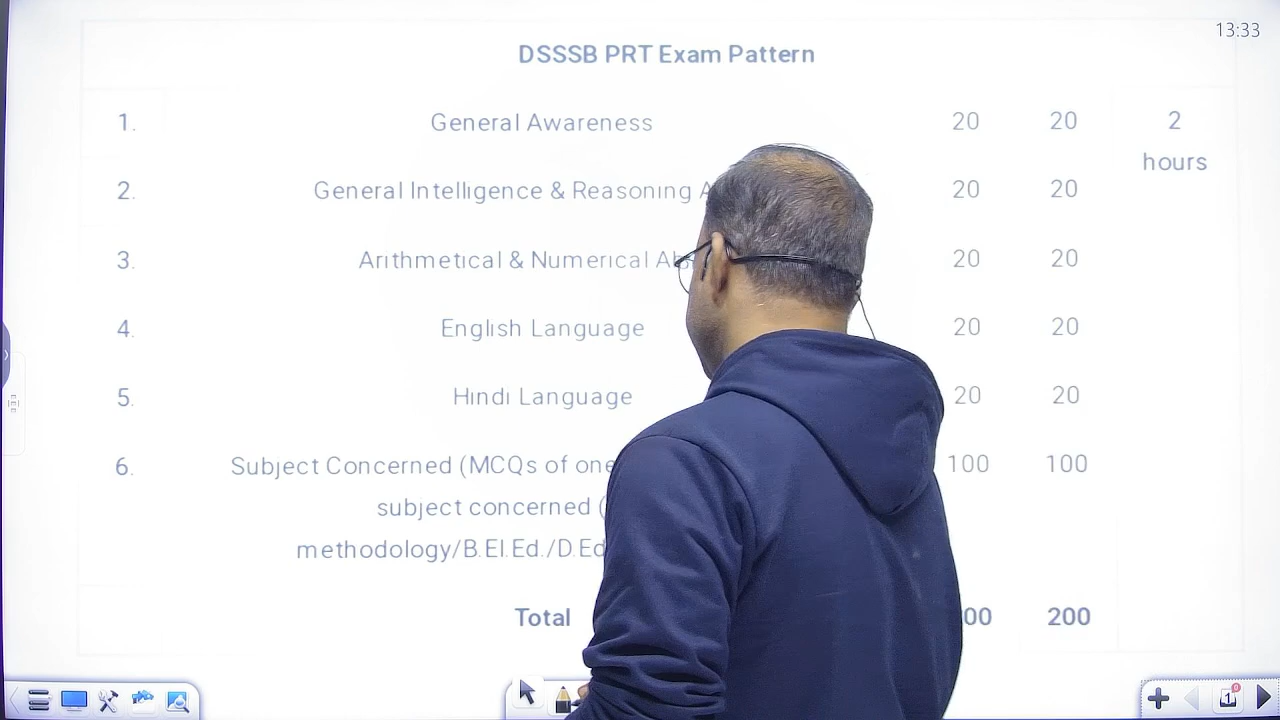 13:33
DSSSB PRT Exam Pattern
1. General Awareness 20 20 2
hours
2. General Intelligence & Reasoning 20 20
3. Arithmetical & Numerical 20 20
4. English Language 20 20
5. Hindi Language 20 20
6. Subject Concerned (MCQs of one 100 100
subject concerned (
methodology/B.El.Ed./D.Ed
Total 200
1